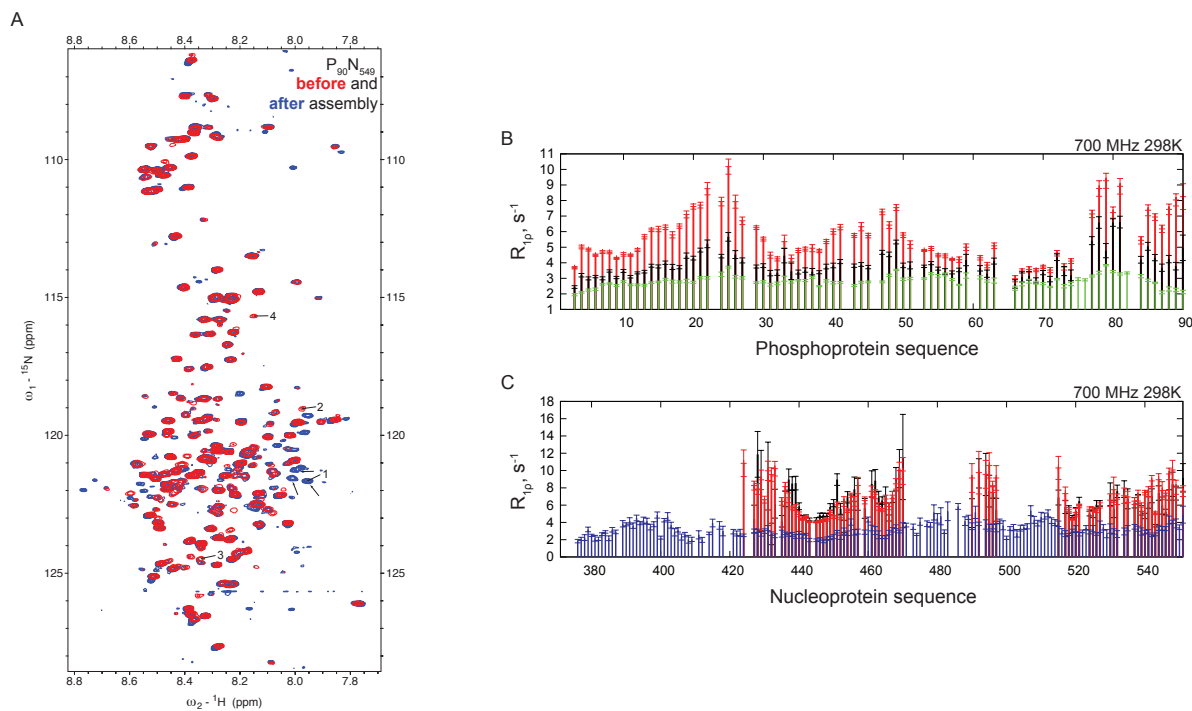 A
8.8 8.6 8.4 8.2 8.0 7.8
P₉₀N₅₄₉
before and
after assembly
110
115
120
125
110
115
120
125
4
2
1
3
ω₁ - ¹⁵N (ppm)
8.8 8.6 8.4 8.2 8.0 7.8
ω₂ - ¹H (ppm)
B
700 MHz 298K
11
10
9
8
7
6
5
4
3
2
1
R₁ρ, s⁻¹
10 20 30 40 50 60 70 80 90
Phosphoprotein sequence
C
700 MHz 298K
18
16
14
12
10
8
6
4
2
0
R₁ρ, s⁻¹
380 400 420 440 460 480 500 520 540
Nucleoprotein sequence